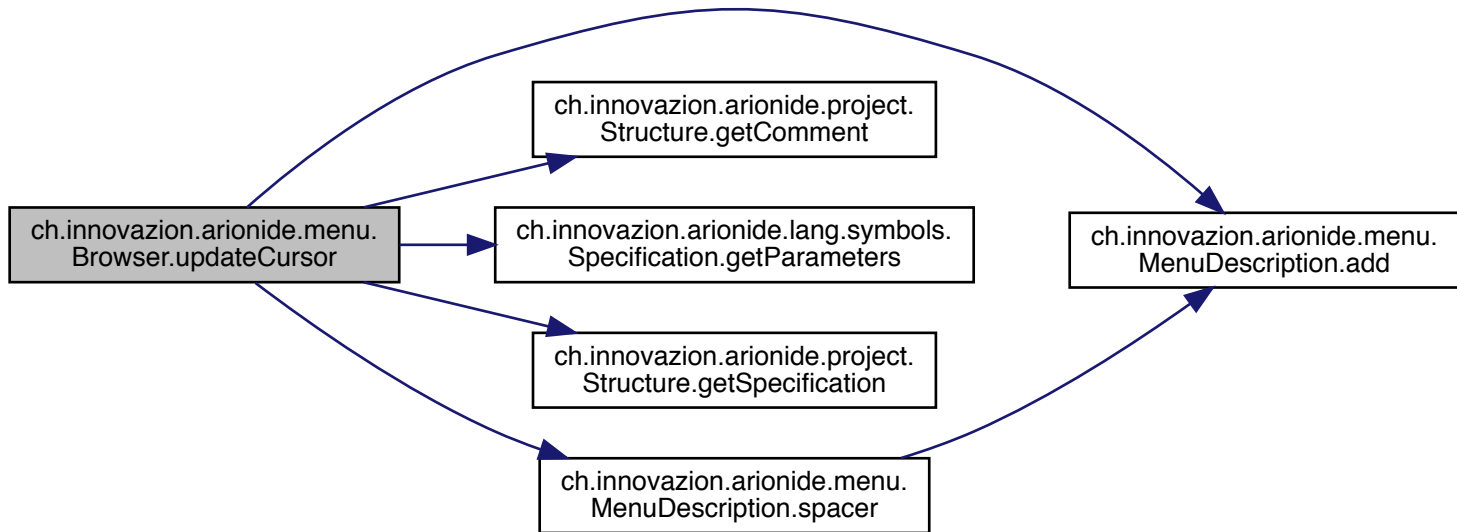 ch.innovazion.arionide.menu.
Browser.updateCursor
ch.innovazion.arionide.project.
Structure.getComment
ch.innovazion.arionide.lang.symbols.
Specification.getParameters
ch.innovazion.arionide.project.
Structure.getSpecification
ch.innovazion.arionide.menu.
MenuDescription.spacer
ch.innovazion.arionide.menu.
MenuDescription.add